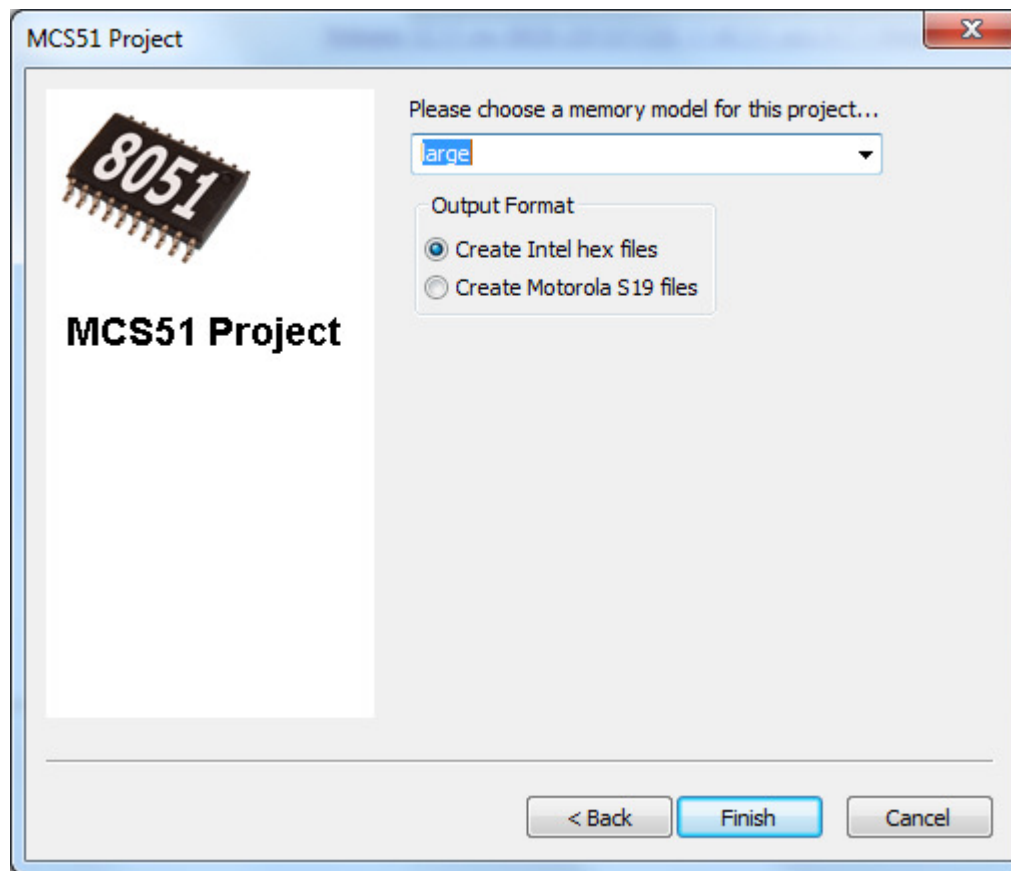 MCS51 Project
8051
MCS51 Project
Please choose a memory model for this project...
large
Output Format
Create Intel hex files
Create Motorola S19 files
< Back
Finish
Cancel